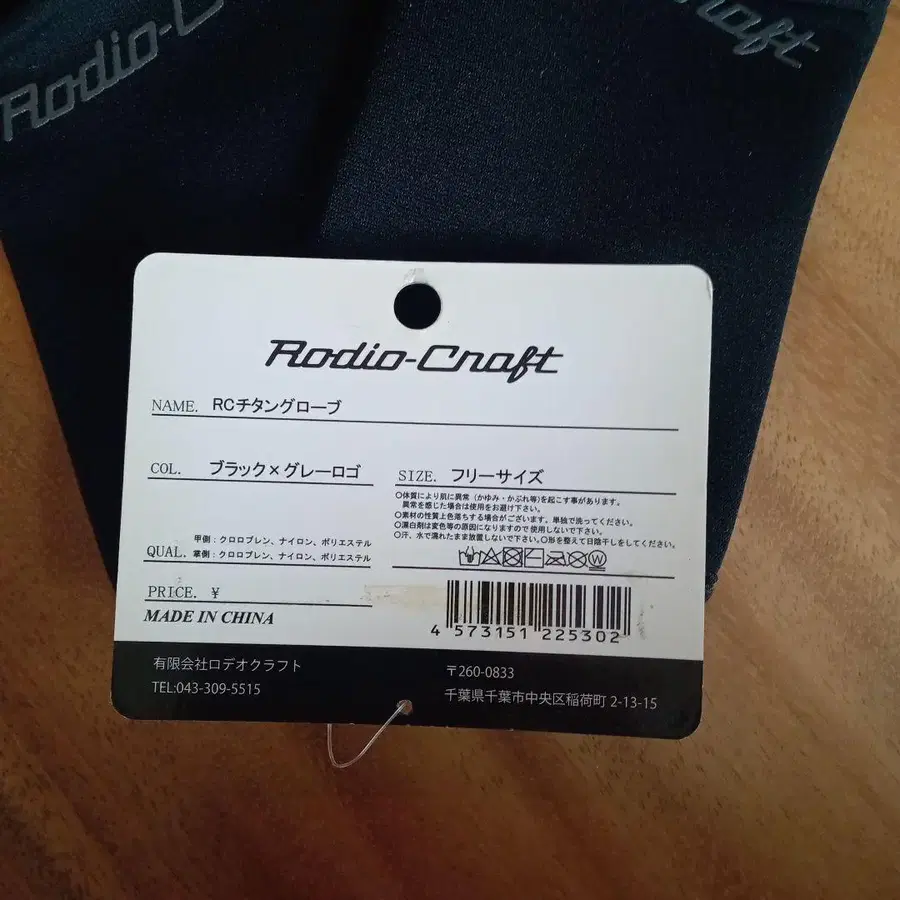 Rodio-C
raft
Rodio-Craft
NAME. RCチタングローブ
COL. ブラック×グレーロゴ
SIZE. フリーサイズ
○体質により肌に異常（かゆみ・かぶれ等）を起こす事があります。
異常を感じた場合は使用をお避け下さい。
○素材の性質上色落ちする場合がございます。単独で洗ってください。
○漂白剤は変色等の原因になりますので使用しないで下さい。
○汗、水で濡れたまま放置しないで下さい。○形を整えて日陰干しをしてください。
甲側：クロロプレン、ナイロン、ポリエステル
QUAL. 掌側：クロロプレン、ナイロン、ポリエステル
W
PRICE. ¥
MADE IN CHINA
4 573151 225302
有限会社ロデオクラフト
TEL:043-309-5515
〒260-0833
千葉県千葉市中央区稲荷町 2-13-15